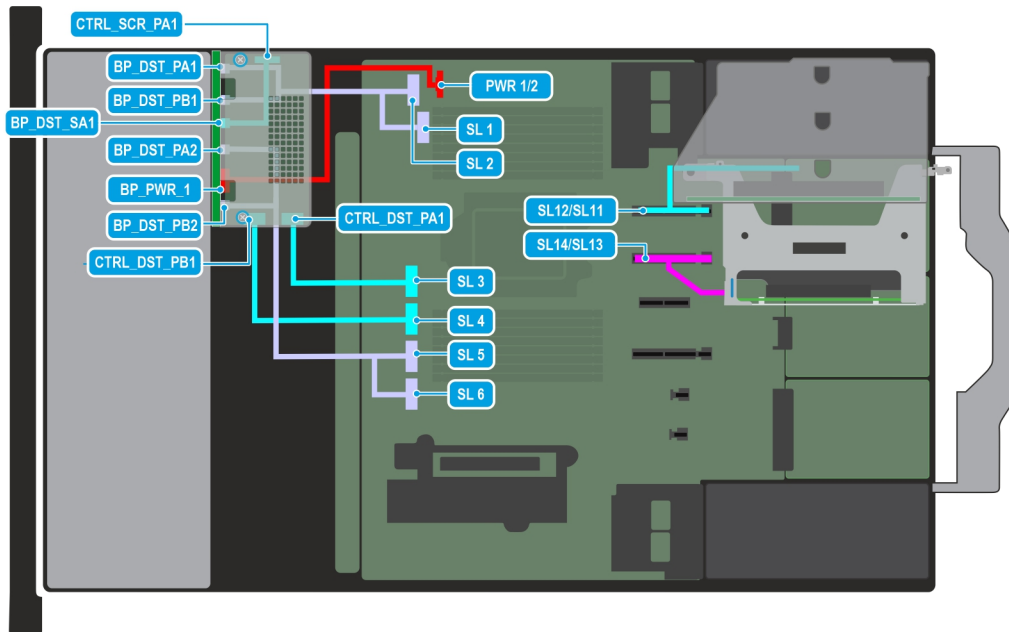 CTRL_SCR_PA1
BP_DST_PA1
BP_DST_PB1
BP_DST_SA1
BP_DST_PA2
BP_PWR_1
BP_DST_PB2
CTRL_DST_PB1
CTRL_DST_PA1
PWR 1/2
SL 1
SL 2
SL12/SL11
SL14/SL13
SL 3
SL 4
SL 5
SL 6